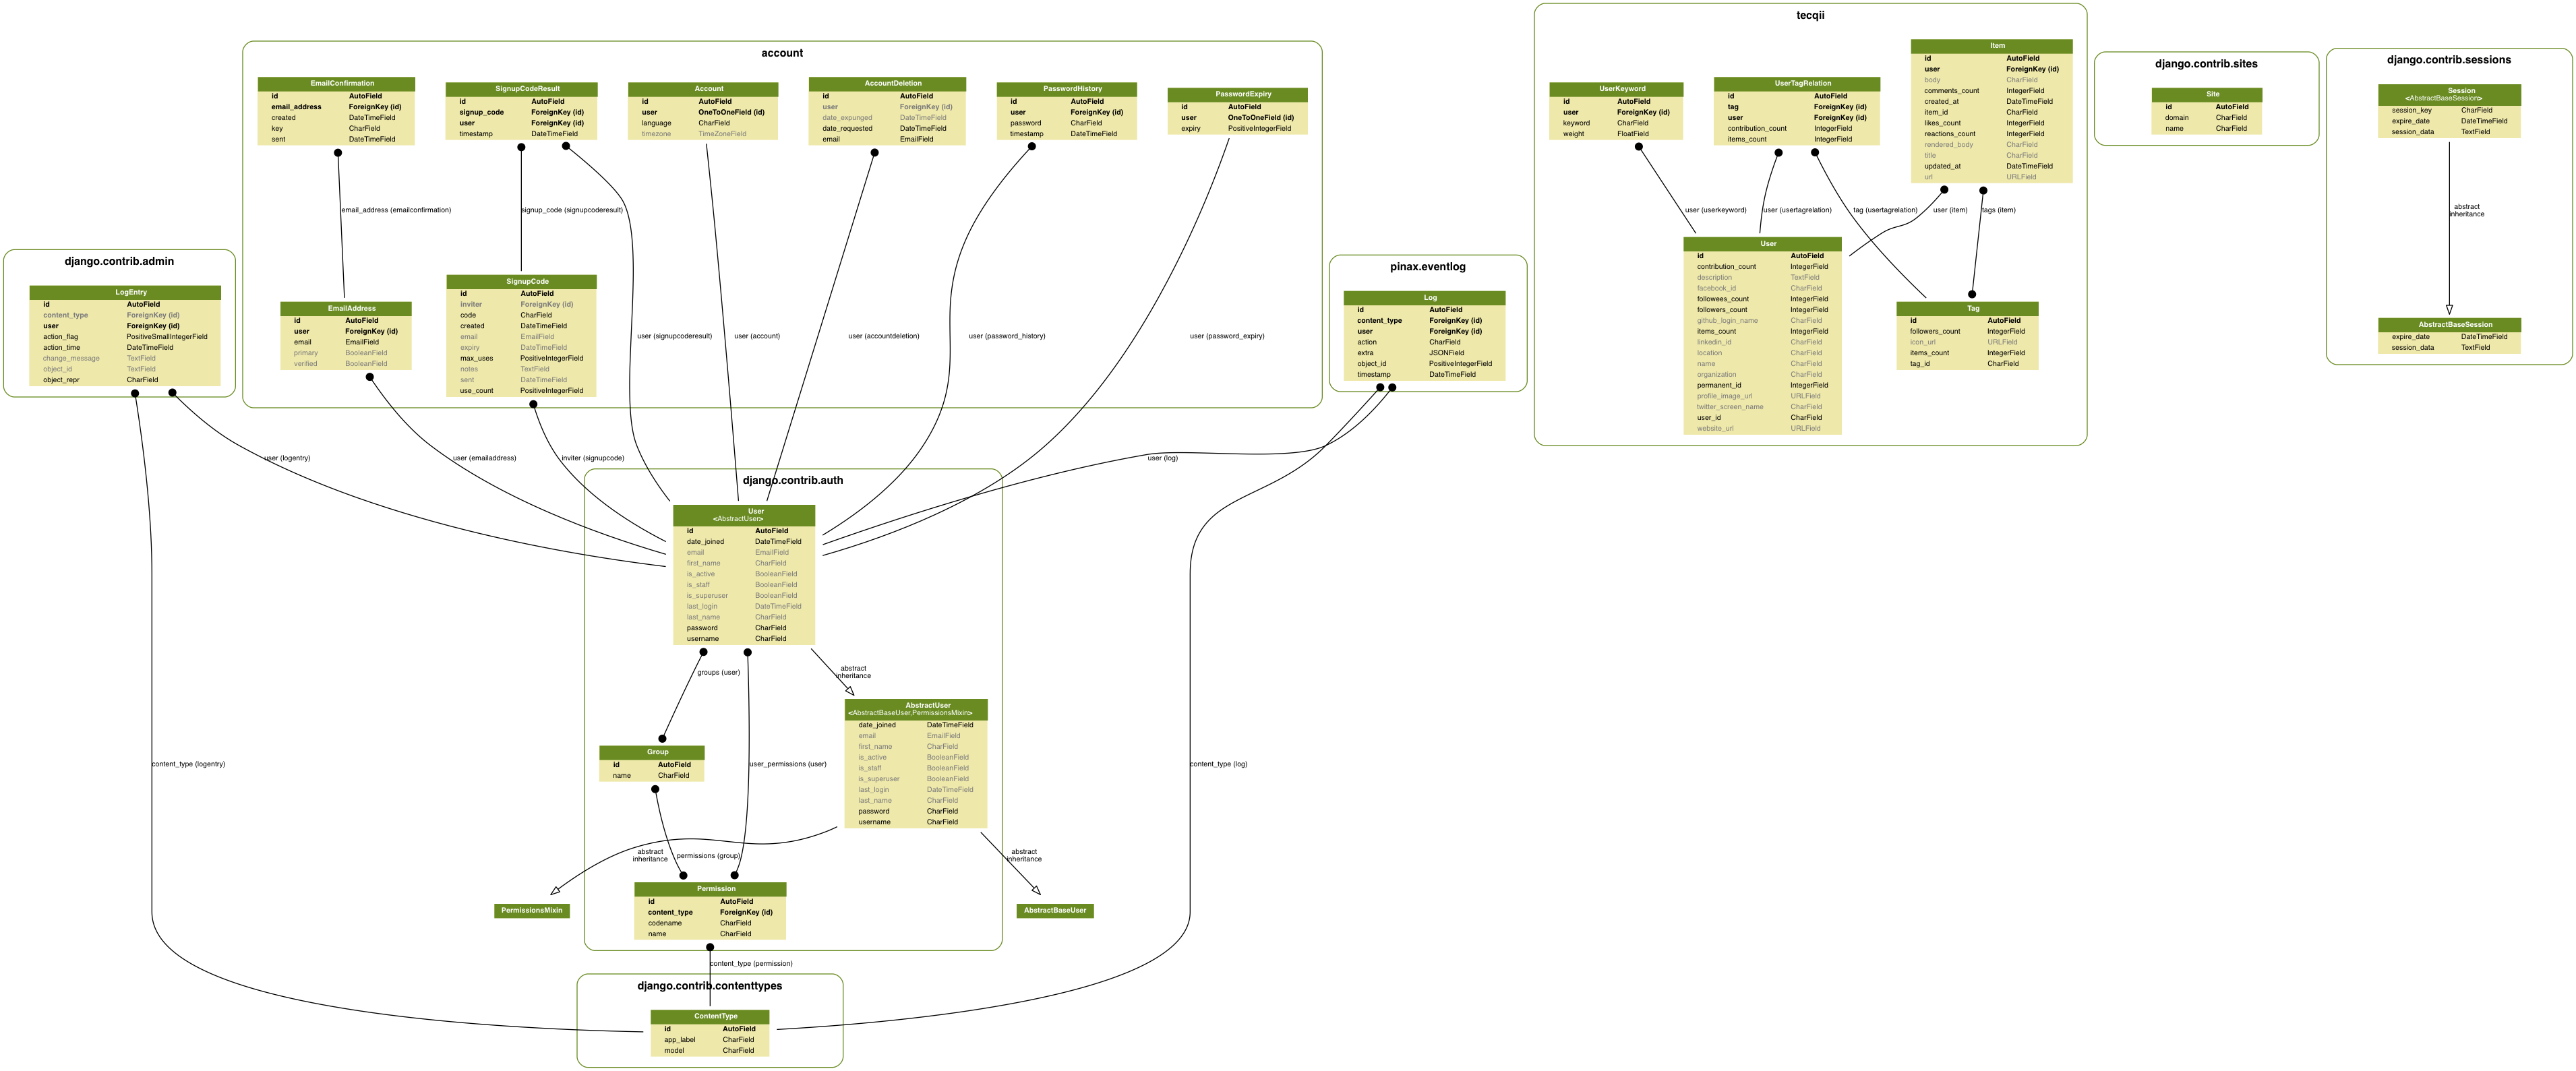 account
EmailConfirmation
id AutoField
email_address ForeignKey (id)
created DateTimeField
key CharField
sent DateTimeField
SignupCodeResult
id AutoField
signup_code ForeignKey (id)
user ForeignKey (id)
timestamp DateTimeField
Account
id AutoField
user OneToOneField (id)
language CharField
timezone TimeZoneField
AccountDeletion
id AutoField
user ForeignKey (id)
date_expunged DateTimeField
date_requested DateTimeField
email EmailField
PasswordHistory
id AutoField
user ForeignKey (id)
password CharField
timestamp DateTimeField
PasswordExpiry
id AutoField
user OneToOneField (id)
expiry PositiveIntegerField
email_address (emailconfirmation)
signup_code (signupcoderesult)
EmailAddress
id AutoField
user ForeignKey (id)
email EmailField
primary BooleanField
verified BooleanField
SignupCode
id AutoField
inviter ForeignKey (id)
code CharField
created DateTimeField
email EmailField
expiry DateTimeField
max_uses PositiveIntegerField
notes TextField
sent DateTimeField
use_count PositiveIntegerField
user (signupcoderesult)
user (account)
user (accountdeletion)
user (password_history)
user (password_expiry)
django.contrib.admin
LogEntry
id AutoField
content_type ForeignKey (id)
user ForeignKey (id)
action_flag PositiveSmallIntegerField
action_time DateTimeField
change_message TextField
object_id TextField
object_repr CharField
pinax.eventlog
Log
id AutoField
content_type ForeignKey (id)
user ForeignKey (id)
action CharField
extra JSONField
object_id PositiveIntegerField
timestamp DateTimeField
tecqii
UserKeyword
id AutoField
user ForeignKey (id)
keyword CharField
weight FloatField
UserTagRelation
id AutoField
tag ForeignKey (id)
user ForeignKey (id)
contribution_count IntegerField
items_count IntegerField
Item
id AutoField
user ForeignKey (id)
body CharField
comments_count IntegerField
created_at DateTimeField
item_id CharField
likes_count IntegerField
reactions_count IntegerField
rendered_body CharField
title CharField
updated_at DateTimeField
url URLField
user (userkeyword)
user (usertagrelation)
tag (usertagrelation)
user (item)
tags (item)
User
id AutoField
contribution_count IntegerField
description TextField
facebook_id CharField
followees_count IntegerField
followers_count IntegerField
github_login_name CharField
items_count IntegerField
linkedin_id CharField
location CharField
name CharField
organization CharField
permanent_id IntegerField
profile_image_url URLField
twitter_screen_name CharField
user_id CharField
website_url URLField
Tag
id AutoField
followers_count IntegerField
icon_url URLField
items_count IntegerField
tag_id CharField
django.contrib.sites
Site
id AutoField
domain CharField
name CharField
django.contrib.sessions
Session
<AbstractBaseSession>
session_key CharField
expire_date DateTimeField
session_data TextField
abstract
inheritance
AbstractBaseSession
expire_date DateTimeField
session_data TextField
user (logentry)
user (emailaddress)
inviter (signupcode)
user (log)
django.contrib.auth
User
<AbstractUser>
id AutoField
date_joined DateTimeField
email EmailField
first_name CharField
is_active BooleanField
is_staff BooleanField
is_superuser BooleanField
last_login DateTimeField
last_name CharField
password CharField
username CharField
groups (user)
abstract
inheritance
AbstractUser
<AbstractBaseUser,PermissionsMixin>
date_joined DateTimeField
email EmailField
first_name CharField
is_active BooleanField
is_staff BooleanField
is_superuser BooleanField
last_login DateTimeField
last_name CharField
password CharField
username CharField
Group
id AutoField
name CharField
content_type (logentry)
user_permissions (user)
content_type (log)
abstract
inheritance
permissions (group)
abstract
inheritance
PermissionsMixin
Permission
id AutoField
content_type ForeignKey (id)
codename CharField
name CharField
AbstractBaseUser
content_type (permission)
django.contrib.contenttypes
ContentType
id AutoField
app_label CharField
model CharField